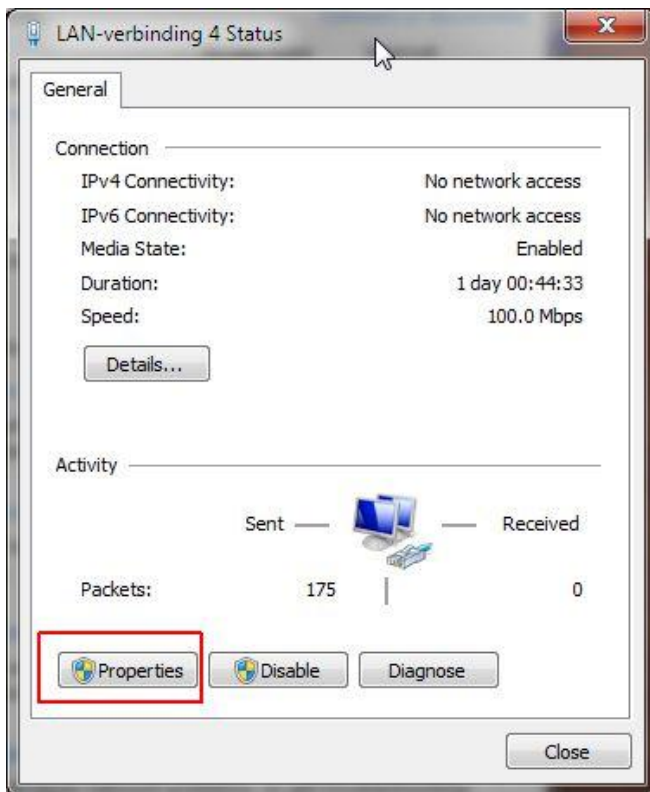 LAN-verbinding 4 Status
General
Connection
IPv4 Connectivity: No network access
IPv6 Connectivity: No network access
Media State: Enabled
Duration: 1 day 00:44:33
Speed: 100.0 Mbps
Details...
Activity
Sent Received
Packets: 175 0
Properties Disable Diagnose
Close